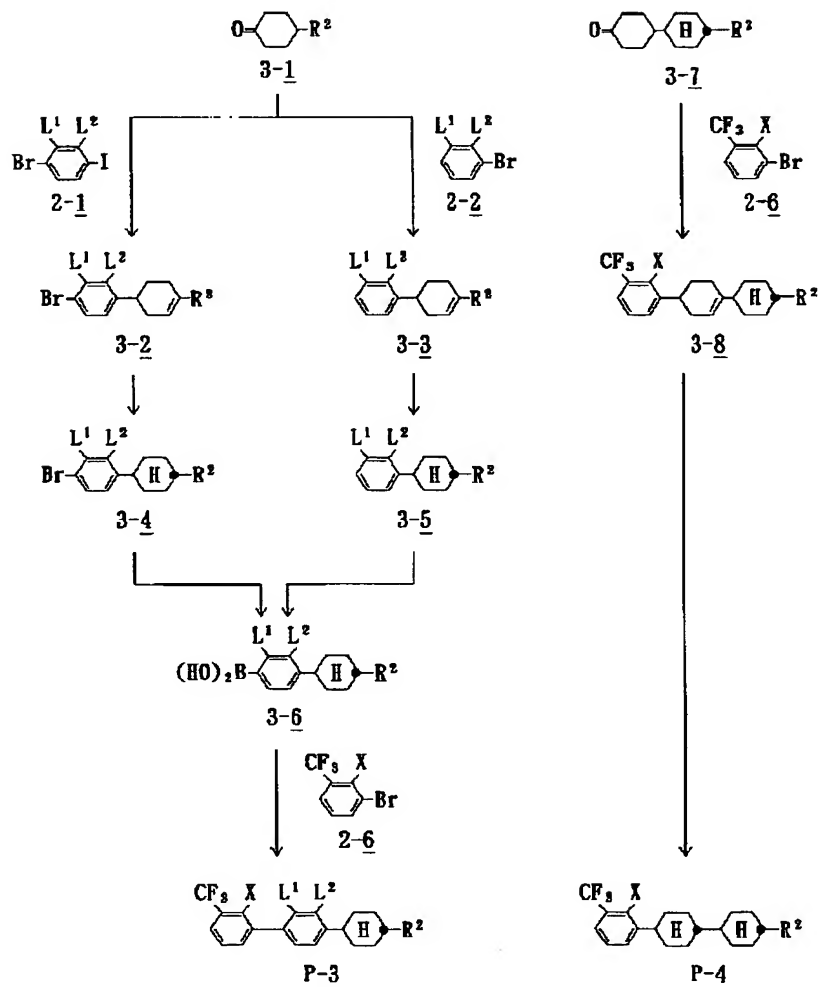 O R² O H R²
3-1 3-7
L¹ L² L¹ L² CF₃ X
Br I Br Br
2-1 2-2 2-6
L¹ L² L¹ L² CF₃ X
Br R² R² H R²
3-2 3-3 3-8
L¹ L² L¹ L²
Br H R² H R²
3-4 3-5
L¹ L²
(HO)₂B H R²
3-6
CF₃ X
Br
2-6
CF₃ X L¹ L² CF₃ X
H R² H H R²
P-3 P-4